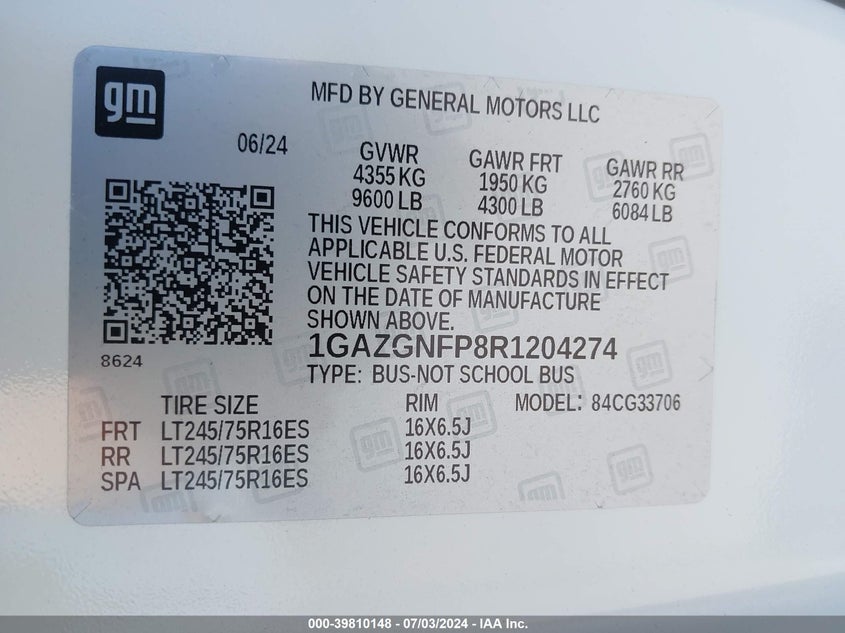 gm
MFD BY GENERAL MOTORS LLC
06/24
GVWR GAWR FRT GAWR RR
4355 KG 1950 KG 2760 KG
9600 LB 4300 LB 6084 LB
THIS VEHICLE CONFORMS TO ALL
APPLICABLE U.S. FEDERAL MOTOR
VEHICLE SAFETY STANDARDS IN EFFECT
ON THE DATE OF MANUFACTURE
SHOWN ABOVE.
8624
1GAZGNFP8R1204274
TYPE: BUS-NOT SCHOOL BUS
TIRE SIZE RIM MODEL: 84CG33706
FRT LT245/75R16ES 16X6.5J
RR LT245/75R16ES 16X6.5J
SPA LT245/75R16ES 16X6.5J
000-39810148 - 07/03/2024 - IAA Inc.